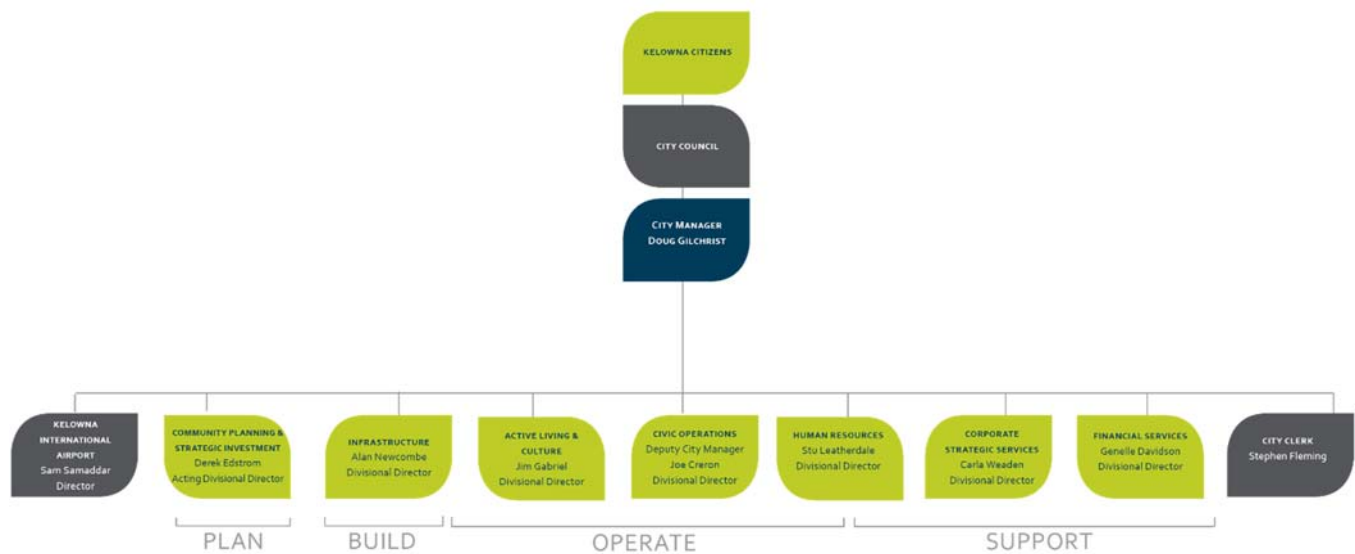 KELOWNA CITIZENS
CITY COUNCIL
CITY MANAGER
DOUG GILCHRIST
KELOWNA
INTERNATIONAL
AIRPORT
Sam Samaddar
Director
COMMUNITY PLANNING &
STRATEGIC INVESTMENT
Derek Edstrom
Acting Divisional Director
INFRASTRUCTURE
Alan Newcombe
Divisional Director
ACTIVE LIVING &
CULTURE
Jim Gabriel
Divisional Director
CIVIC OPERATIONS
Deputy City Manager
Joe Creron
Divisional Director
HUMAN RESOURCES
Stu Leatherdale
Divisional Director
CORPORATE
STRATEGIC SERVICES
Carla Weaden
Divisional Director
FINANCIAL SERVICES
Genelle Davidson
Divisional Director
CITY CLERK
Stephen Fleming
PLAN
BUILD
OPERATE
SUPPORT